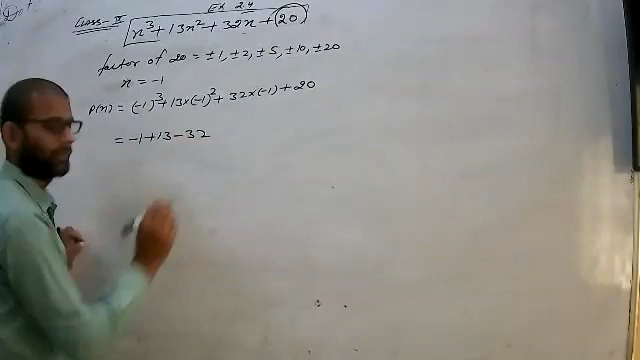 Ex 2.4
Class - IX
x³ + 13x² + 32x + 20
factor of 20 = ±1, ±2, ±5, ±10, ±20
x = -1
P(x) = (-1)³ + 13×(-1)² + 32×(-1) + 20
= -1 + 13 - 32